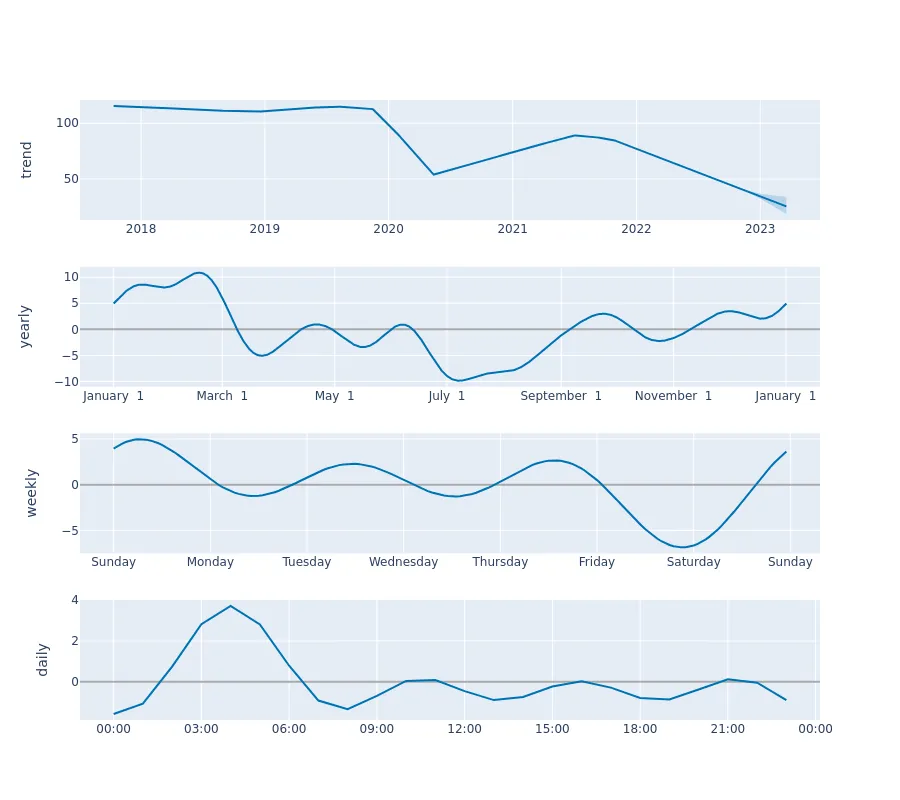 trend
100
50
2018 2019 2020 2021 2022 2023
yearly
10
5
0
−5
−10
January 1 March 1 May 1 July 1 September 1 November 1 January 1
weekly
5
0
−5
Sunday Monday Tuesday Wednesday Thursday Friday Saturday Sunday
daily
4
2
0
00:00 03:00 06:00 09:00 12:00 15:00 18:00 21:00 00:00